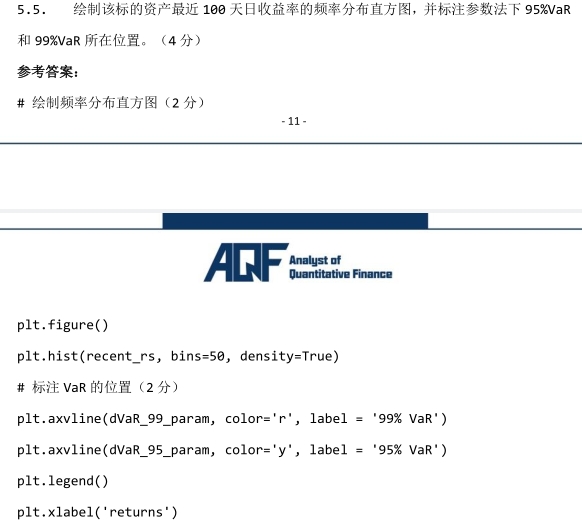 5.5. 绘制该标的资产最近 100 天日收益率的频率分布直方图，并标注参数法下 95%VaR
和 99%VaR 所在位置。（4 分）
参考答案：
# 绘制频率分布直方图（2 分）
- 11 -
AQF Analyst of
Quantitative Finance
plt.figure()
plt.hist(recent_rs, bins=50, density=True)
# 标注 VaR 的位置（2 分）
plt.axvline(dVaR_99_param, color='r', label = '99% VaR')
plt.axvline(dVaR_95_param, color='y', label = '95% VaR')
plt.legend()
plt.xlabel('returns')